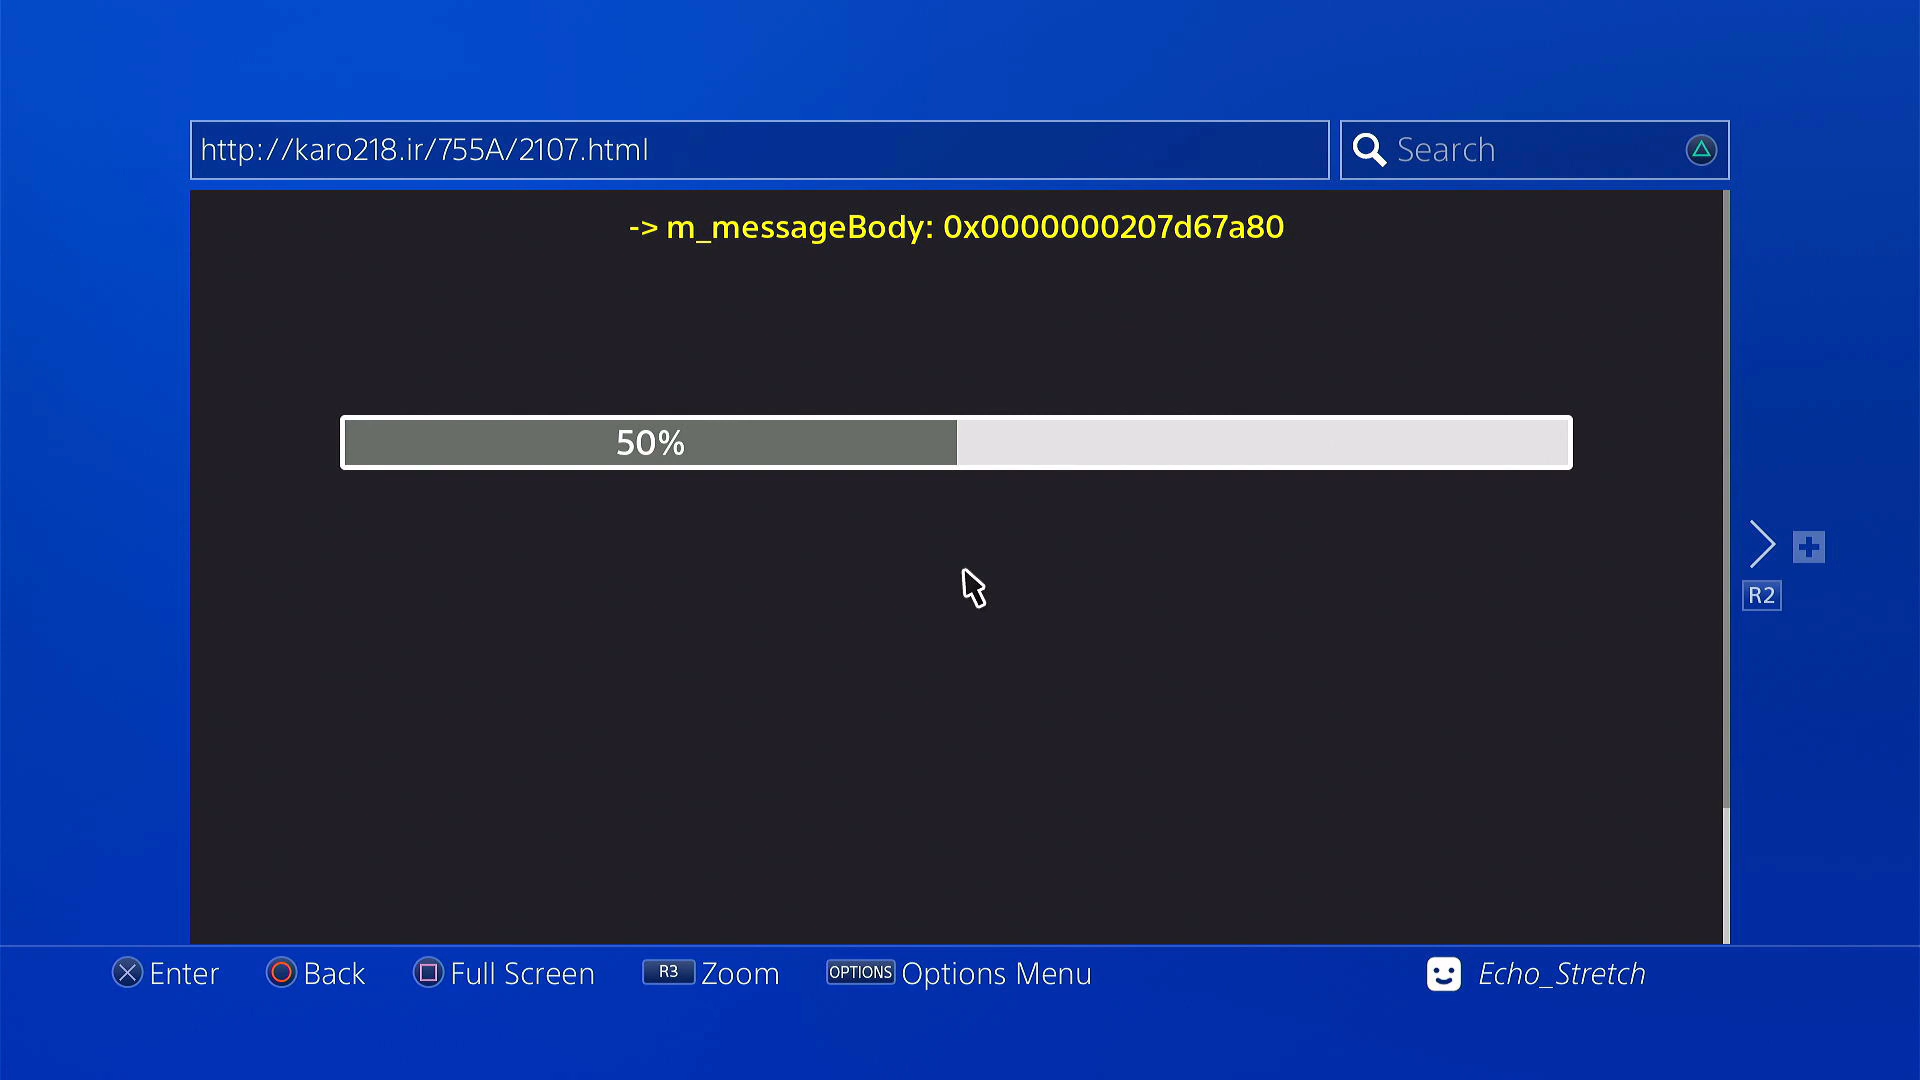 http://karo218.ir/755A/2107.html
Search
-> m_messageBody: 0x0000000207d67a80
50%
R2
Enter
Back
Full Screen
R3 Zoom
OPTIONS Options Menu
Echo_Stretch